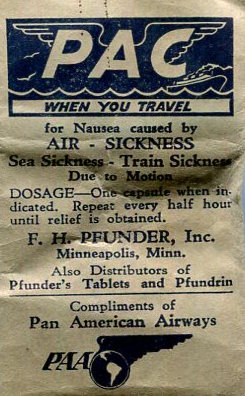 PAC
WHEN YOU TRAVEL
for Nausea caused by
AIR - SICKNESS
Sea Sickness - Train Sickness
Due to Motion
DOSAGE—One capsule when in-
dicated. Repeat every half hour
until relief is obtained.
F. H. PFUNDER, Inc.
Minneapolis, Minn.
Also Distributors of
Pfunder's Tablets and Pfundrin
Compliments of
Pan American Airways
PAA